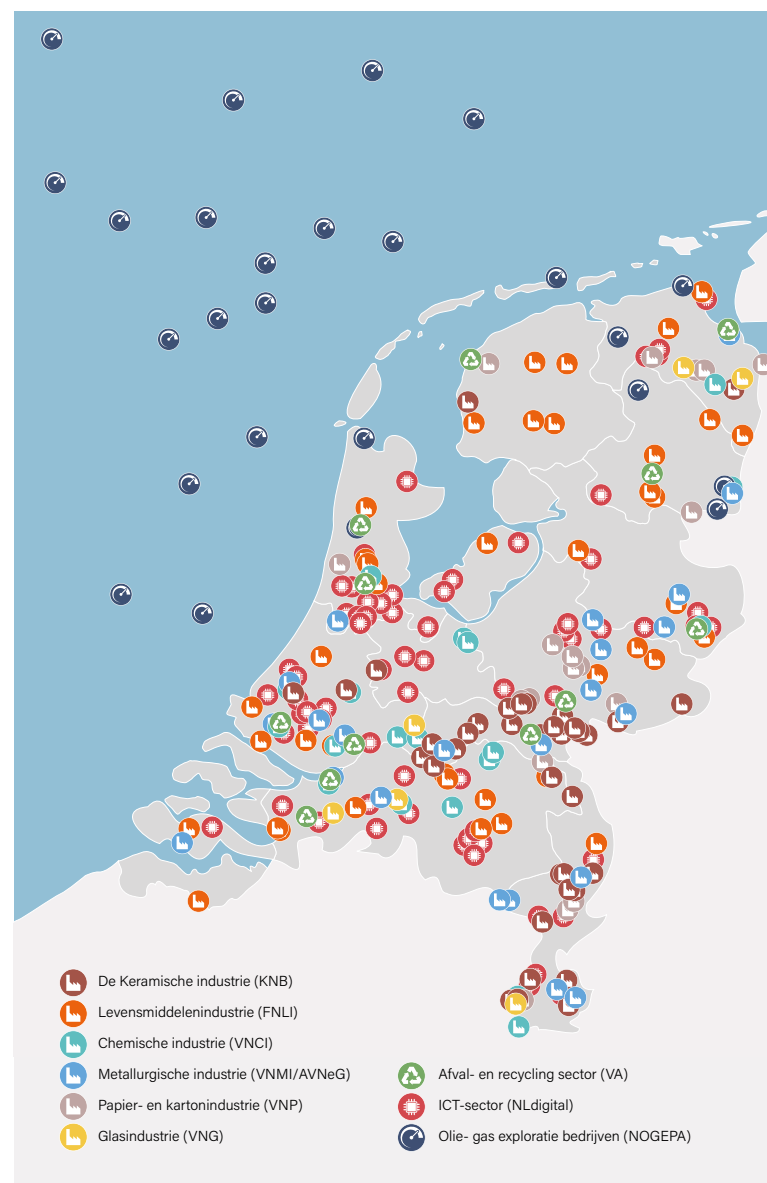 De Keramische industrie (KNB)
Levensmiddelenindustrie (FNLI)
Chemische industrie (VNCI)
Metallurgische industrie (VNMI/AVNeG)
Papier- en kartonindustrie (VNP)
Glasindustrie (VNG)
Afval- en recycling sector (VA)
ICT-sector (NLdigital)
Olie- gas exploratie bedrijven (NOGEPA)